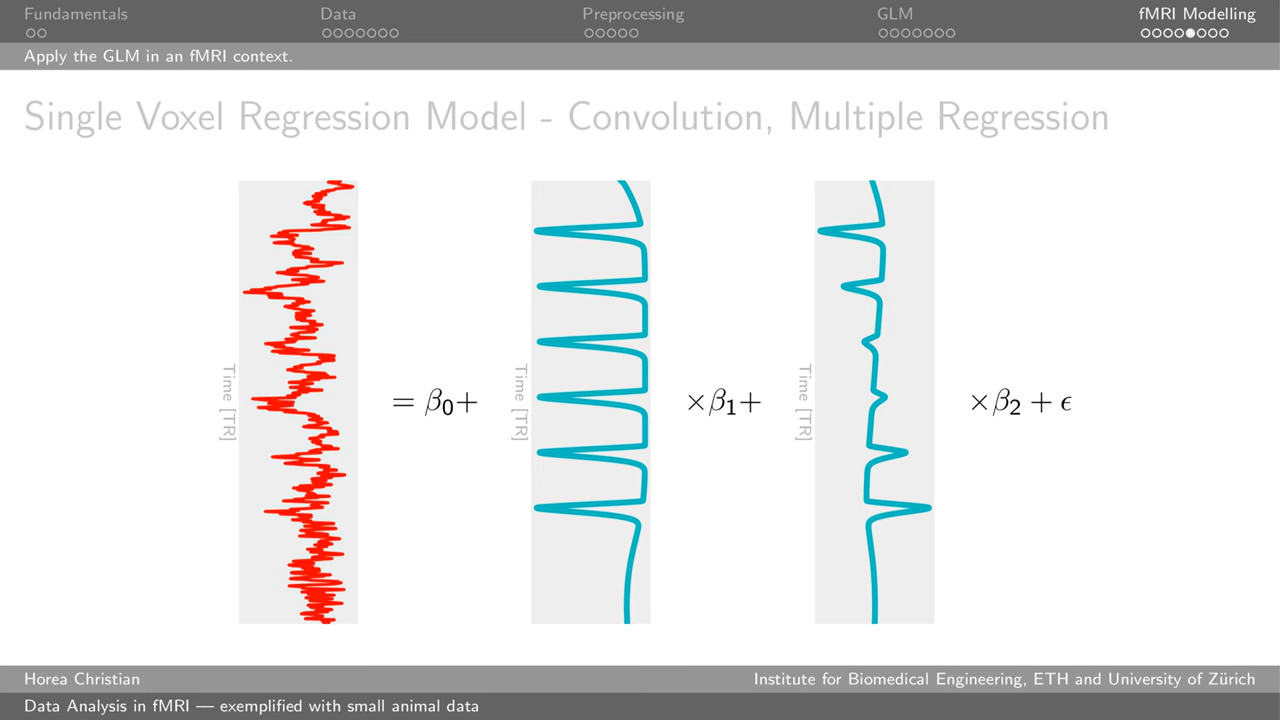 Fundamentals
Data
Preprocessing
GLM
fMRI Modelling
Apply the GLM in an fMRI context.
Single Voxel Regression Model - Convolution, Multiple Regression
Time [TR]
= β0+
Time [TR]
×β1+
Time [TR]
×β2 + ϵ
Horea Christian
Institute for Biomedical Engineering, ETH and University of Zürich
Data Analysis in fMRI — exemplified with small animal data